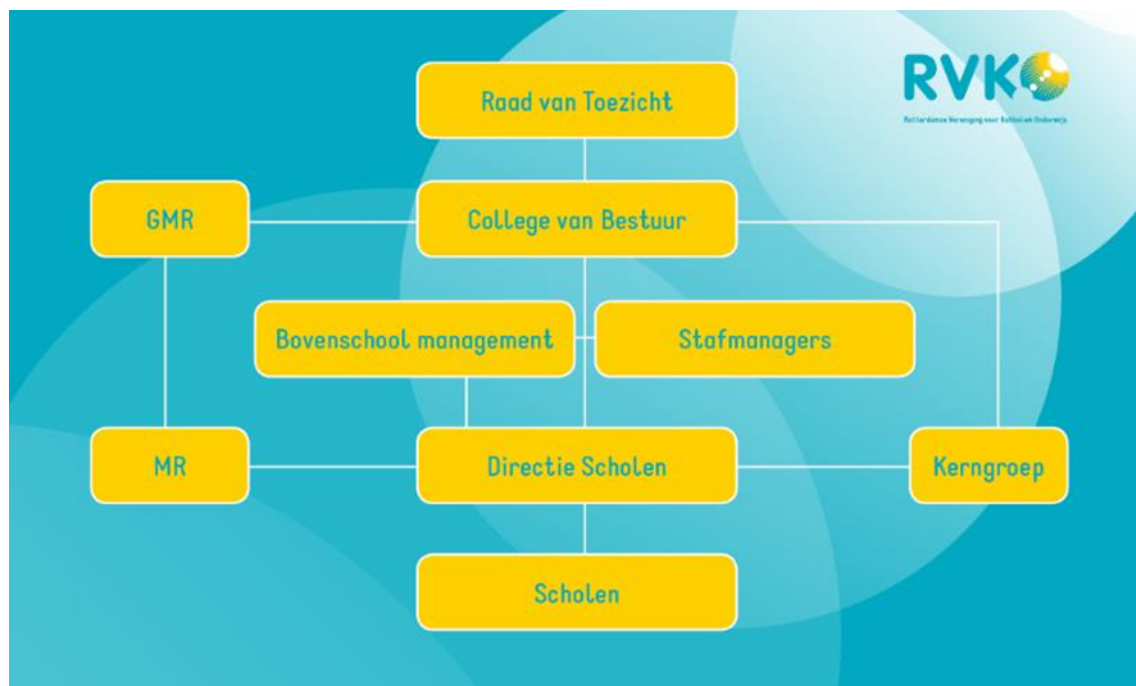 RVKO
Rotterdamse Vereniging voor Katholiek Onderwijs
Raad van Toezicht
GMR
College van Bestuur
Bovenschool management
Stafmanagers
MR
Directie Scholen
Kerngroep
Scholen